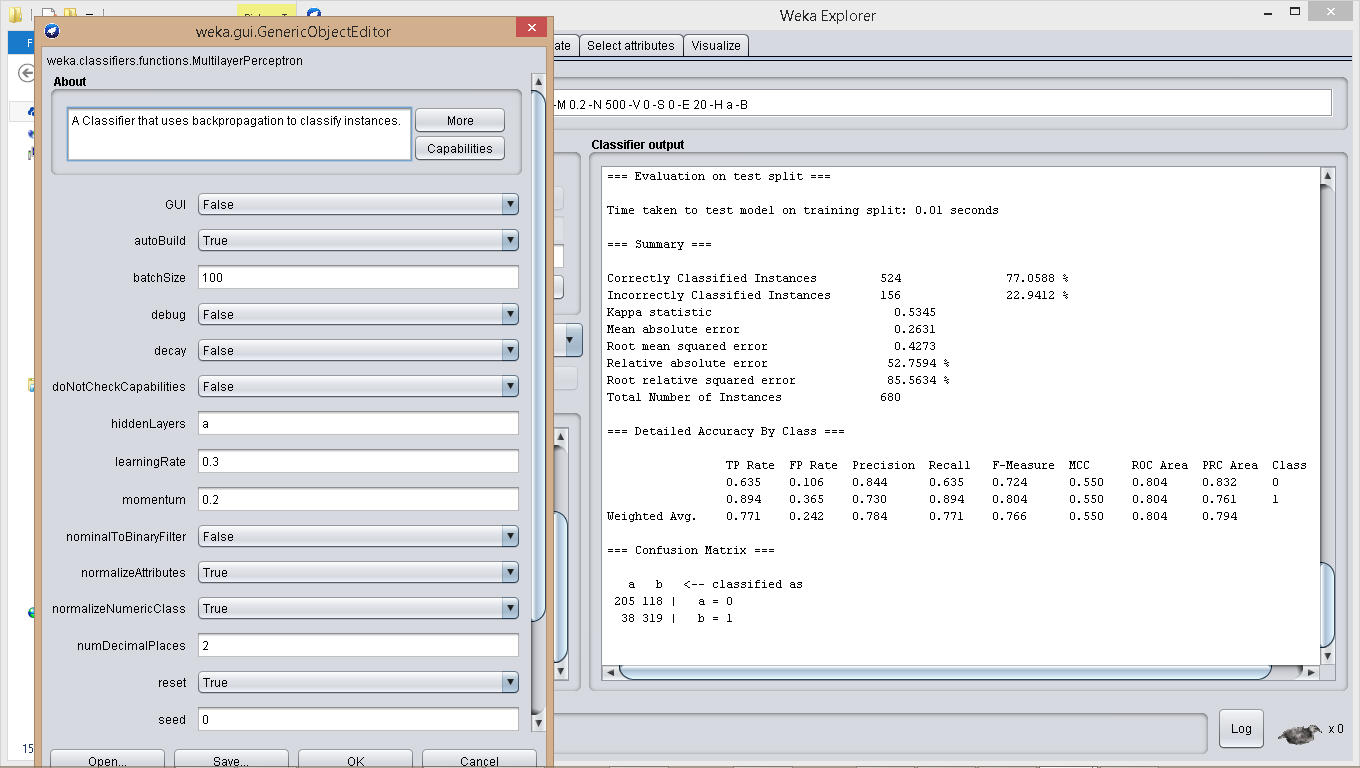 Weka Explorer
weka.gui.GenericObjectEditor
weka.classifiers.functions.MultilayerPerceptron
About
A Classifier that uses backpropagation to classify instances.
More
Capabilities
GUI False
autoBuild True
batchSize 100
debug False
decay False
doNotCheckCapabilities False
hiddenLayers a
learningRate 0.3
momentum 0.2
nominalToBinaryFilter False
normalizeAttributes True
normalizeNumericClass True
numDecimalPlaces 2
reset True
seed 0
Open... Save... OK Cancel
Select attributes Visualize
-M 0.2 -N 500 -V 0 -S 0 -E 20 -H a -B
Classifier output
=== Evaluation on test split ===
Time taken to test model on training split: 0.01 seconds
=== Summary ===
Correctly Classified Instances 524 77.0588 %
Incorrectly Classified Instances 156 22.9412 %
Kappa statistic 0.5345
Mean absolute error 0.2631
Root mean squared error 0.4273
Relative absolute error 52.7594 %
Root relative squared error 85.5634 %
Total Number of Instances 680
=== Detailed Accuracy By Class ===
TP Rate FP Rate Precision Recall F-Measure MCC ROC Area PRC Area Class
0.635 0.106 0.844 0.635 0.724 0.550 0.804 0.832 0
0.894 0.365 0.730 0.894 0.804 0.550 0.804 0.761 1
Weighted Avg. 0.771 0.242 0.784 0.771 0.766 0.550 0.804 0.794
=== Confusion Matrix ===
a b <-- classified as
205 118 | a = 0
38 319 | b = 1
Log
x 0